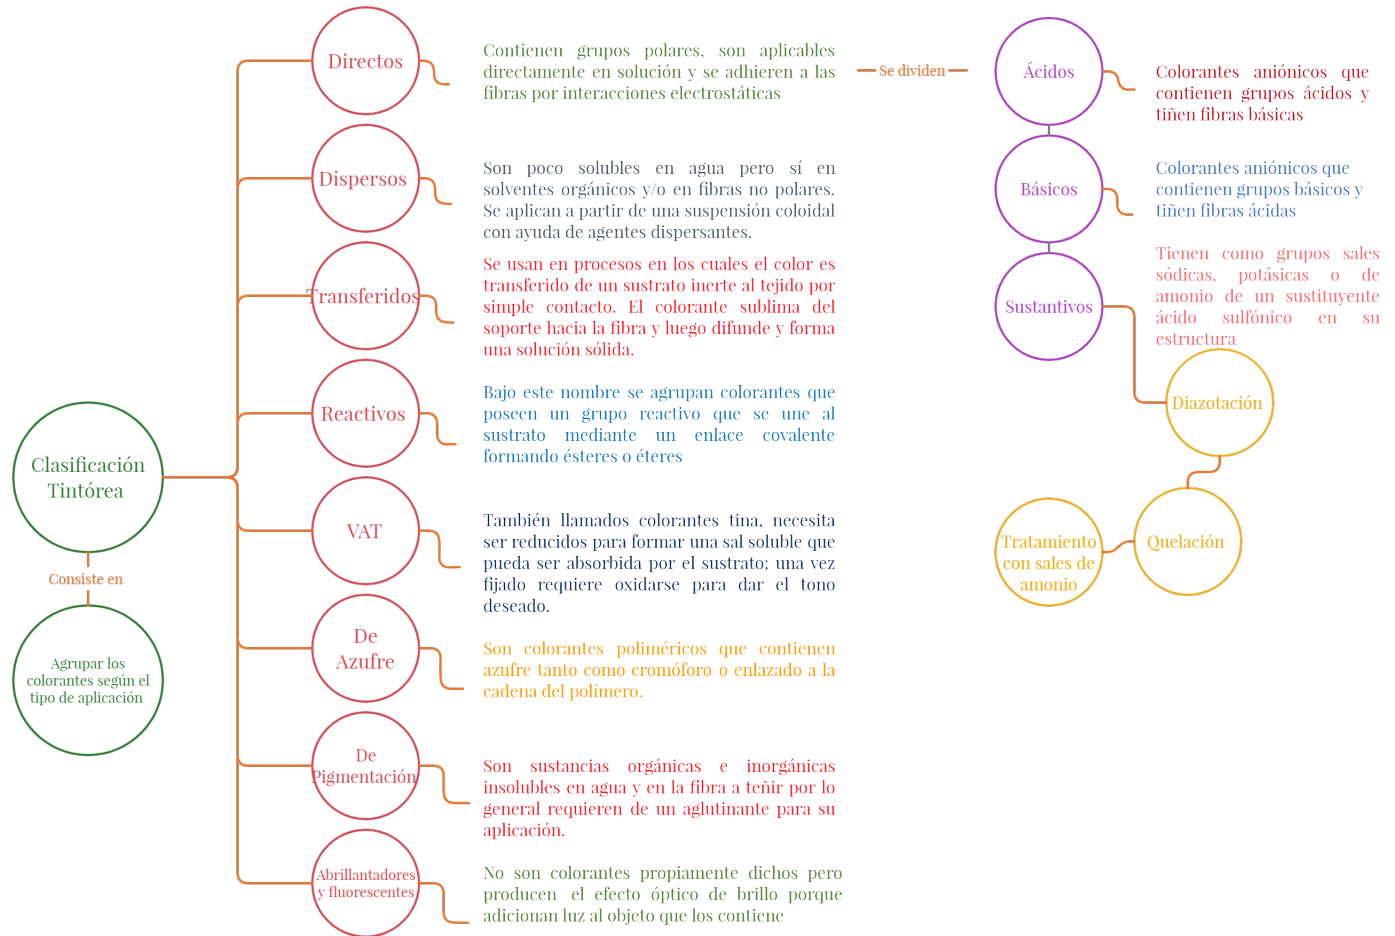 Clasificación
Tintórea
Consiste en
Agrupar los
colorantes según el
tipo de aplicación
Directos
Contienen grupos polares, son aplicables
directamente en solución y se adhieren a las
fibras por interacciones electrostáticas
Dispersos
Son poco solubles en agua pero sí en
solventes orgánicos y/o en fibras no polares.
Se aplican a partir de una suspensión coloidal
con ayuda de agentes dispersantes.
Transferidos
Se usan en procesos en los cuales el color es
transferido de un sustrato inerte al tejido por
simple contacto. El colorante sublima del
soporte hacia la fibra y luego difunde y forma
una solución sólida.
Reactivos
Bajo este nombre se agrupan colorantes que
poseen un grupo reactivo que se une al
sustrato mediante un enlace covalente
formando ésteres o éteres
VAT
También llamados colorantes tina, necesita
ser reducidos para formar una sal soluble que
pueda ser absorbida por el sustrato; una vez
fijado requiere oxidarse para dar el tono
deseado.
De
Azufre
Son colorantes poliméricos que contienen
azufre tanto como cromóforo o enlazado a la
cadena del polímero.
De
Pigmentación
Son sustancias orgánicas e inorgánicas
insolubles en agua y en la fibra a teñir por lo
general requieren de un aglutinante para su
aplicación.
Abrillantadores
y fluorescentes
No son colorantes propiamente dichos pero
producen el efecto óptico de brillo porque
adicionan luz al objeto que los contiene
Se dividen
Ácidos
Colorantes aniónicos que
contienen grupos ácidos y
tiñen fibras básicas
Básicos
Colorantes aniónicos que
contienen grupos básicos y
tiñen fibras ácidas
Sustantivos
Tienen como grupos sales
sódicas, potásicas o de
amonio de un sustituyente
ácido sulfónico en su
estructura
Diazotación
Quelación
Tratamiento
con sales de
amonio